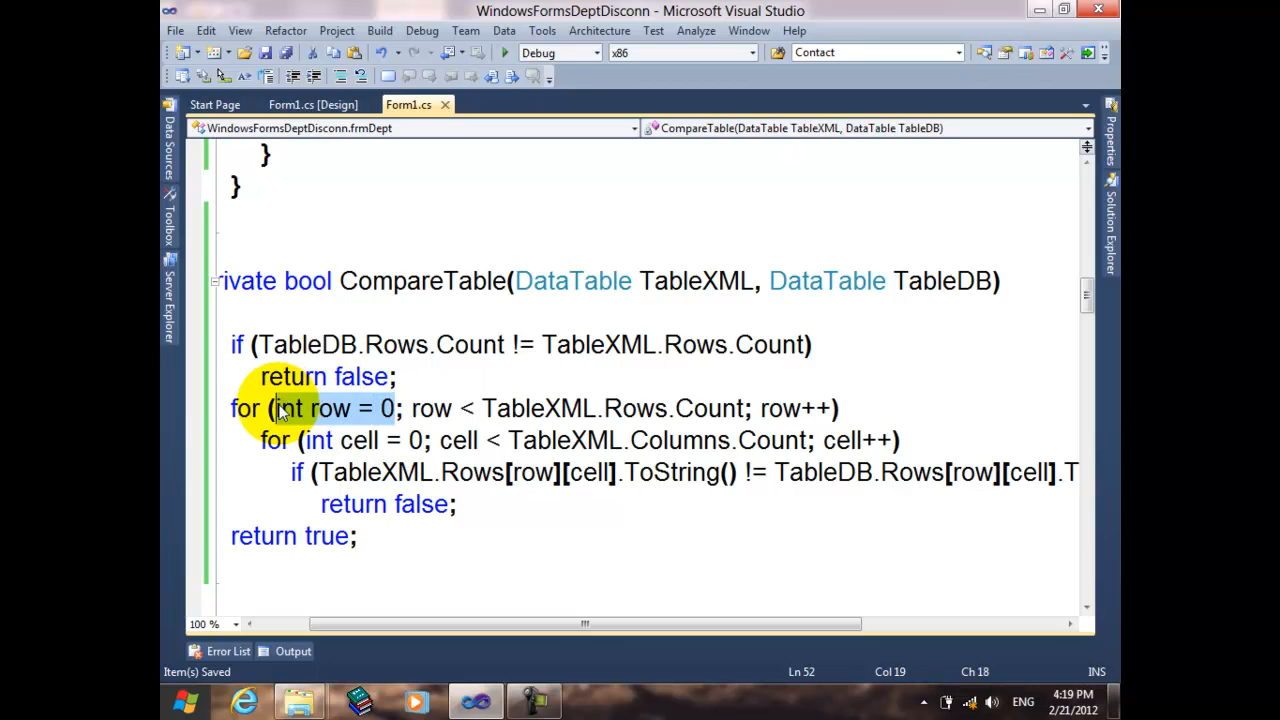 WindowsFormsDeptDisconn - Microsoft Visual Studio
File Edit View Refactor Project Build Debug Team Data Tools Architecture Test Analyze Window Help
Debug x86 Contact
Start Page Form1.cs [Design] Form1.cs
WindowsFormsDeptDisconn.frmDept CompareTable(DataTable TableXML, DataTable TableDB)
Data Sources
Toolbox
Server Explorer
Properties
Solution Explorer
}
}
rivate bool CompareTable(DataTable TableXML, DataTable TableDB)
if (TableDB.Rows.Count != TableXML.Rows.Count)
return false;
for (int row = 0; row < TableXML.Rows.Count; row++)
for (int cell = 0; cell < TableXML.Columns.Count; cell++)
if (TableXML.Rows[row][cell].ToString() != TableDB.Rows[row][cell].T
return false;
return true;
100 %
Error List Output
Item(s) Saved Ln 52 Col 19 Ch 18 INS
ENG 4:19 PM
2/21/2012